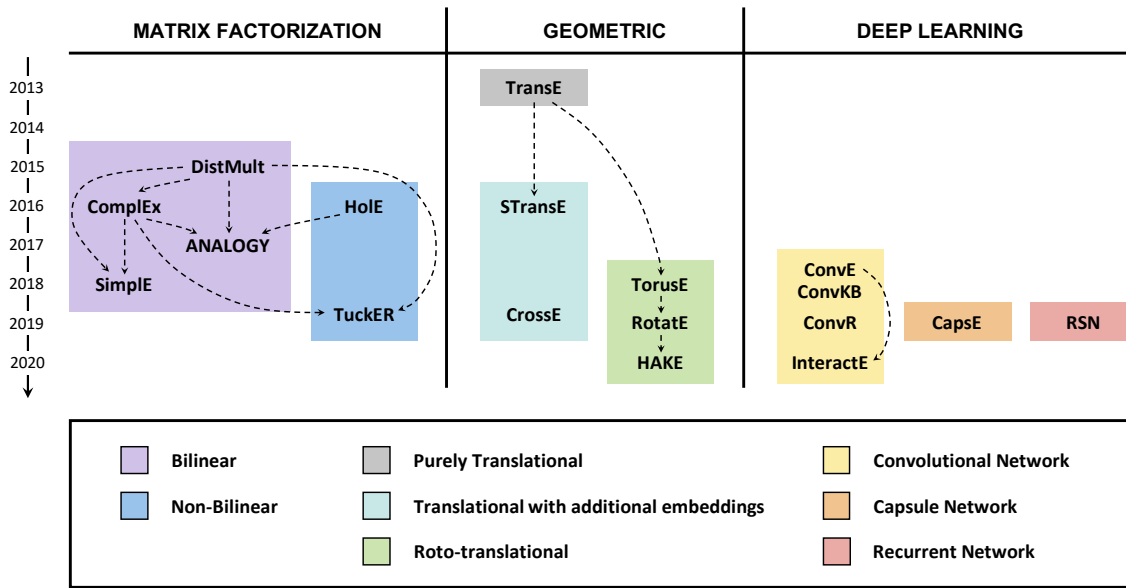 MATRIX FACTORIZATION GEOMETRIC DEEP LEARNING
2013 TransE
2014
2015 DistMult
2016 ComplEx HolE STransE
2017 ANALOGY ConvE
2018 SimplE TorusE ConvKB
2019 TuckER CrossE RotatE ConvR CapsE RSN
2020 HAKE InteractE
Bilinear Purely Translational Convolutional Network
Non-Bilinear Translational with additional embeddings Capsule Network
Roto-translational Recurrent Network